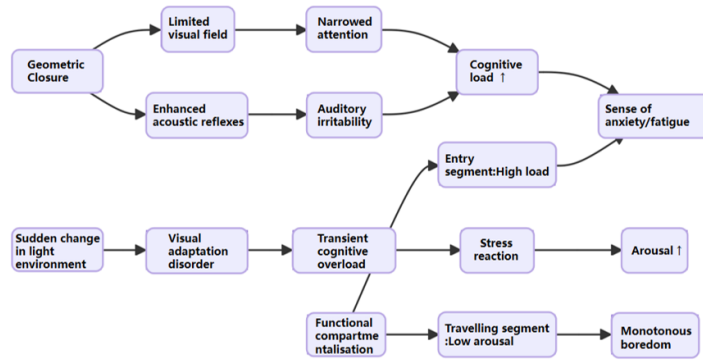 Limited
visual field
Narrowed
attention
Geometric
Closure
Cognitive
load ↑
Enhanced
acoustic reflexes
Auditory
irritability
Sense of
anxiety/fatigue
Entry
segment:High load
Sudden change
in light
environment
Visual
adaptation
disorder
Transient
cognitive
overload
Stress
reaction
Arousal ↑
Functional
compartme
ntalisation
Travelling segment
:Low arousal
Monotonous
boredom